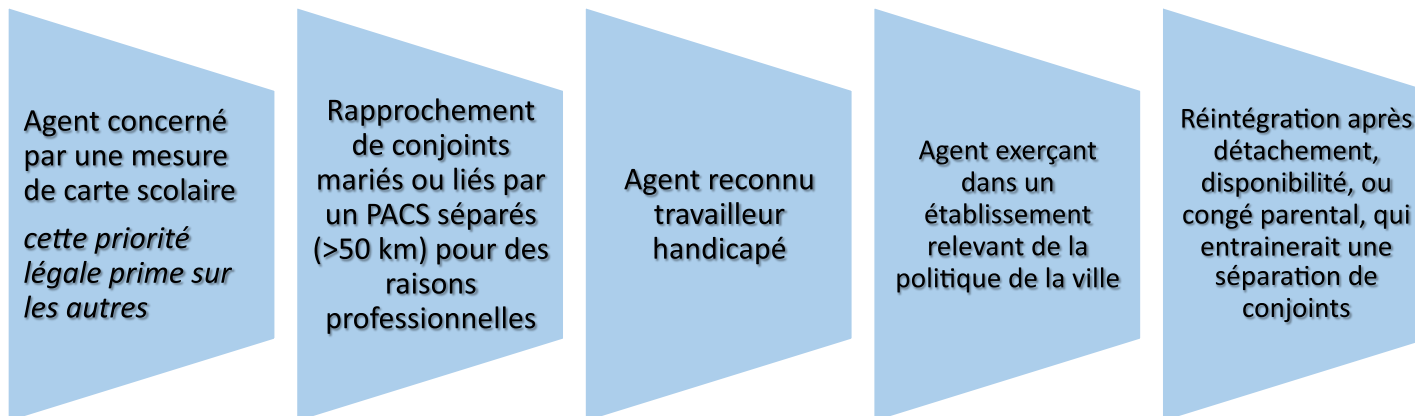 Agent concerné
par une mesure
de carte scolaire
cette priorité
légale prime sur
les autres
Rapprochement
de conjoints
mariés ou liés par
un PACS séparés
(>50 km) pour des
raisons
professionnelles
Agent reconnu
travailleur
handicapé
Agent exerçant
dans un
établissement
relevant de la
politique de la ville
Réintégration après
détachement,
disponibilité, ou
congé parental, qui
entrainerait une
séparation de
conjoints